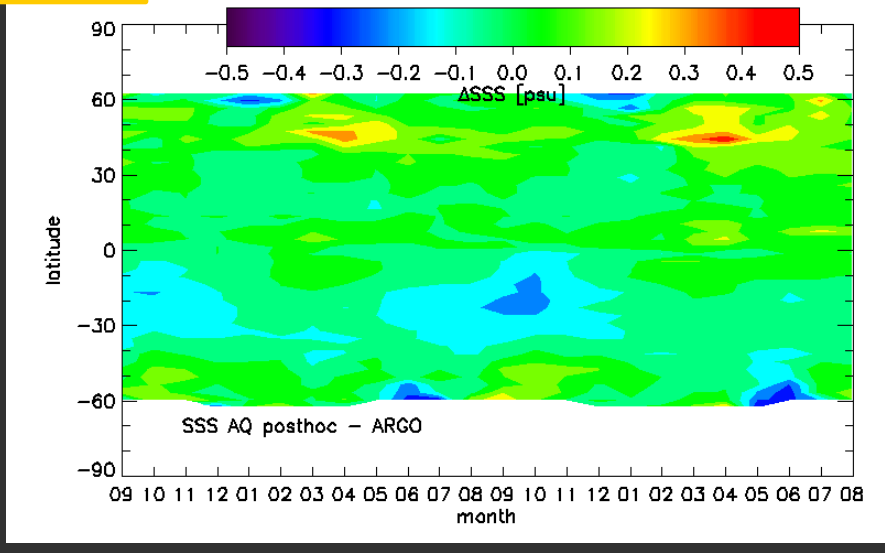 −0.5 −0.4 −0.3 −0.2 −0.1 0.0 0.1 0.2 0.3 0.4 0.5
ΔSSS [psu]
90
60
30
0
−30
−60
−90
latitude
SSS AQ posthoc − ARGO
09 10 11 12 01 02 03 04 05 06 07 09 10 11 12 01 02 03 04 05 06 07 08
month